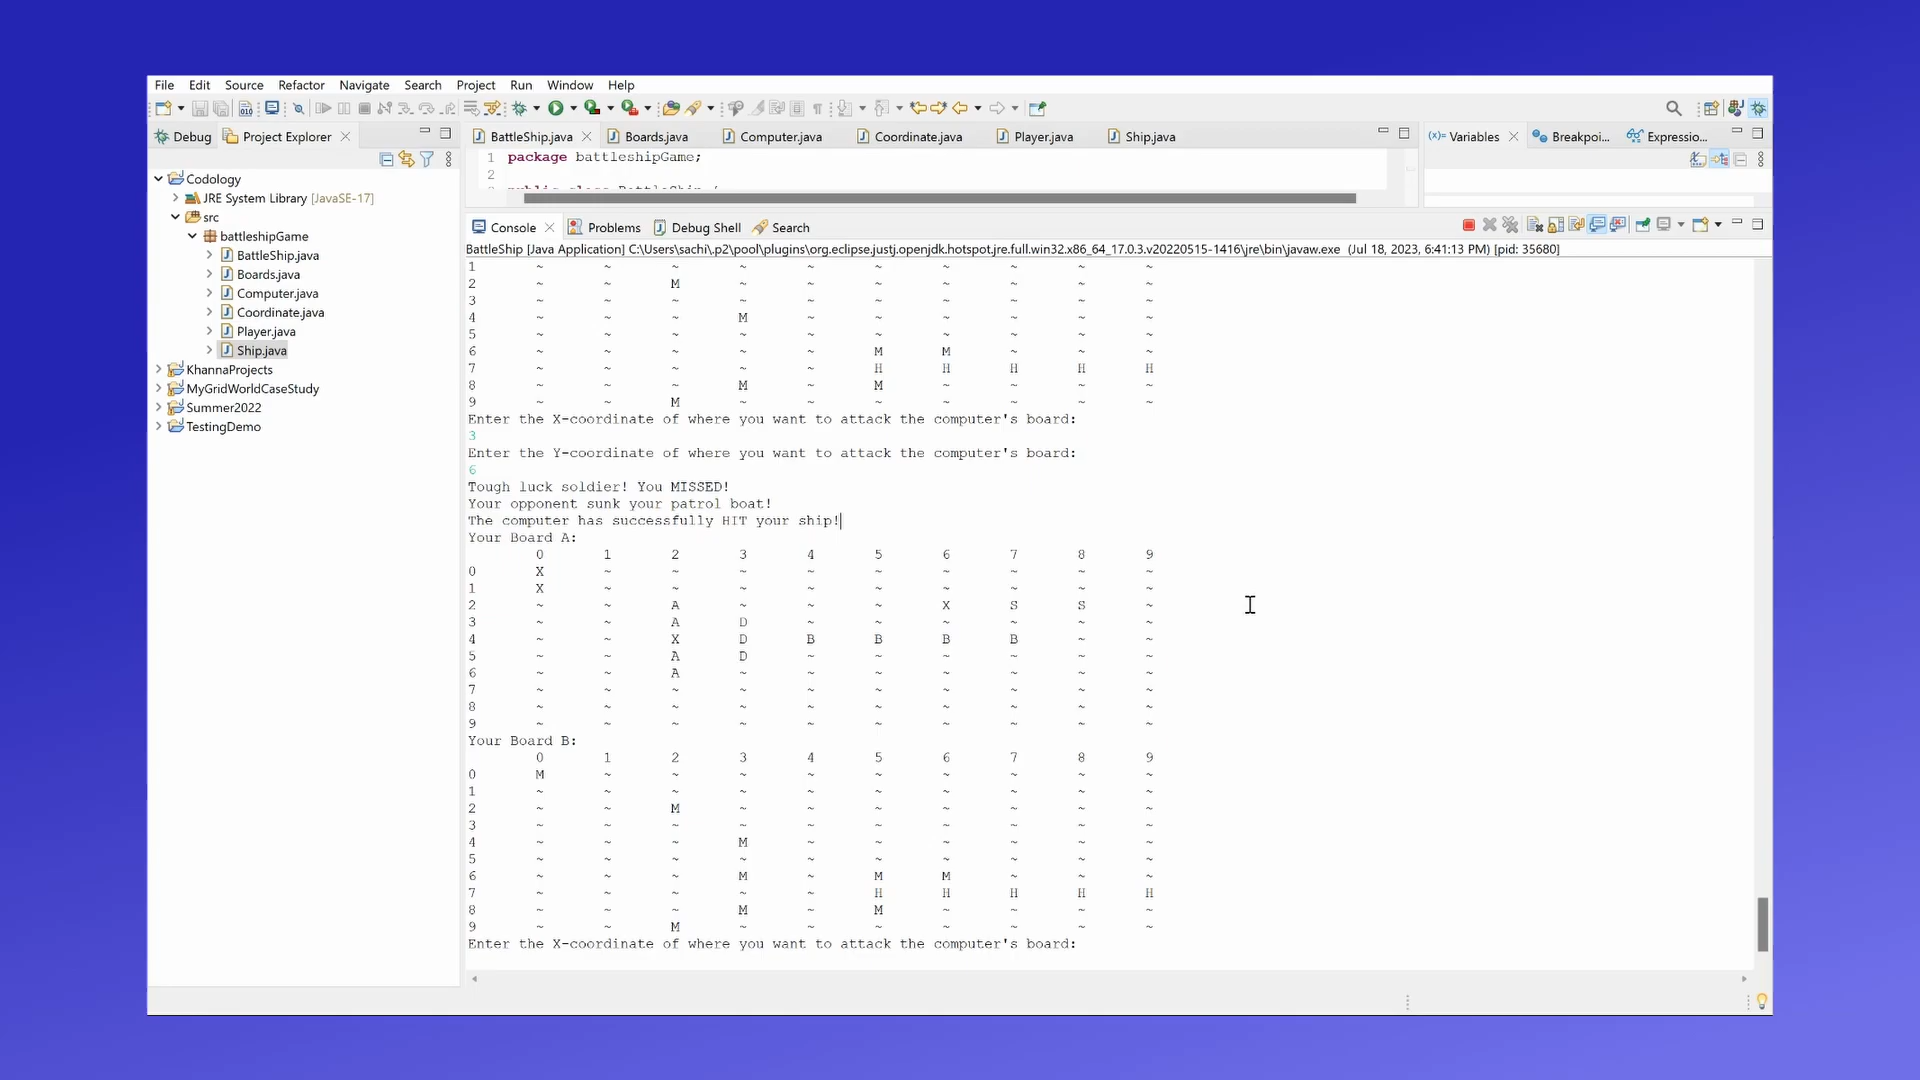 File Edit Source Refactor Navigate Search Project Run Window Help
Debug Project Explorer
BattleShip.java Boards.java Computer.java Coordinate.java Player.java Ship.java
(x)= Variables Breakpoi... Expressio...
1 package battleshipGame;
2
Codology
JRE System Library [JavaSE-17]
src
battleshipGame
BattleShip.java
Boards.java
Computer.java
Coordinate.java
Player.java
Ship.java
KhannaProjects
MyGridWorldCaseStudy
Summer2022
TestingDemo
Console Problems Debug Shell Search
BattleShip [Java Application] C:\Users\sachi\.p2\pool\plugins\org.eclipse.justj.openjdk.hotspot.jre.full.win32.x86_64_17.0.3.v20220515-1416\jre\bin\javaw.exe (Jul 18, 2023, 6:41:13 PM) [pid: 35680]
1 ~ ~ ~ ~ ~ ~ ~ ~ ~ ~
2 ~ ~ M ~ ~ ~ ~ ~ ~ ~
3 ~ ~ ~ ~ ~ ~ ~ ~ ~ ~
4 ~ ~ ~ M ~ ~ ~ ~ ~ ~
5 ~ ~ ~ ~ ~ ~ ~ ~ ~ ~
6 ~ ~ ~ ~ ~ M M ~ ~ ~
7 ~ ~ ~ ~ ~ H H H H H
8 ~ ~ ~ M ~ M ~ ~ ~ ~
9 ~ ~ M ~ ~ ~ ~ ~ ~ ~
Enter the X-coordinate of where you want to attack the computer's board:
3
Enter the Y-coordinate of where you want to attack the computer's board:
6
Tough luck soldier! You MISSED!
Your opponent sunk your patrol boat!
The computer has successfully HIT your ship!
Your Board A:
0 1 2 3 4 5 6 7 8 9
0 X ~ ~ ~ ~ ~ ~ ~ ~ ~
1 X ~ ~ ~ ~ ~ ~ ~ ~ ~
2 ~ ~ A ~ ~ ~ X S S ~
3 ~ ~ A D ~ ~ ~ ~ ~ ~
4 ~ ~ X D B B B B ~ ~
5 ~ ~ A D ~ ~ ~ ~ ~ ~
6 ~ ~ A ~ ~ ~ ~ ~ ~ ~
7 ~ ~ ~ ~ ~ ~ ~ ~ ~ ~
8 ~ ~ ~ ~ ~ ~ ~ ~ ~ ~
9 ~ ~ ~ ~ ~ ~ ~ ~ ~ ~
Your Board B:
0 1 2 3 4 5 6 7 8 9
0 M ~ ~ ~ ~ ~ ~ ~ ~ ~
1 ~ ~ ~ ~ ~ ~ ~ ~ ~ ~
2 ~ ~ M ~ ~ ~ ~ ~ ~ ~
3 ~ ~ ~ ~ ~ ~ ~ ~ ~ ~
4 ~ ~ ~ M ~ ~ ~ ~ ~ ~
5 ~ ~ ~ ~ ~ ~ ~ ~ ~ ~
6 ~ ~ ~ M ~ M M ~ ~ ~
7 ~ ~ ~ ~ ~ H H H H H
8 ~ ~ ~ M ~ M ~ ~ ~ ~
9 ~ ~ M ~ ~ ~ ~ ~ ~ ~
Enter the X-coordinate of where you want to attack the computer's board: